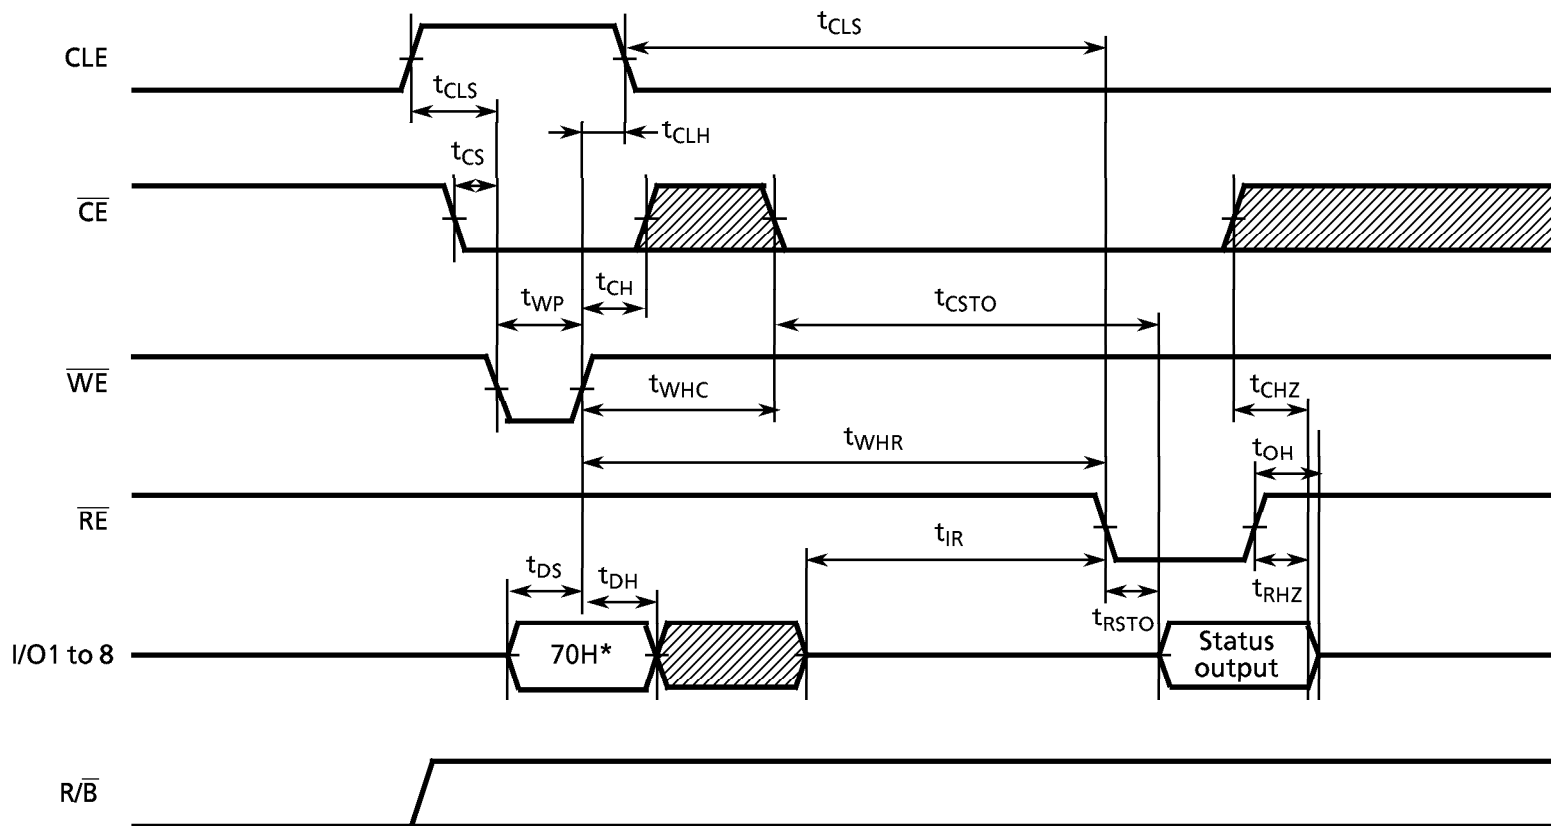 tCLS
CLE
tCLS
tCLH
tCS
CE
tCH
tWP
tCSTO
WE
tWHC
tCHZ
tWHR
tOH
RE
tIR
tDS
tDH
tRHZ
tRSTO
I/O1 to 8
70H*
Status
output
R/B